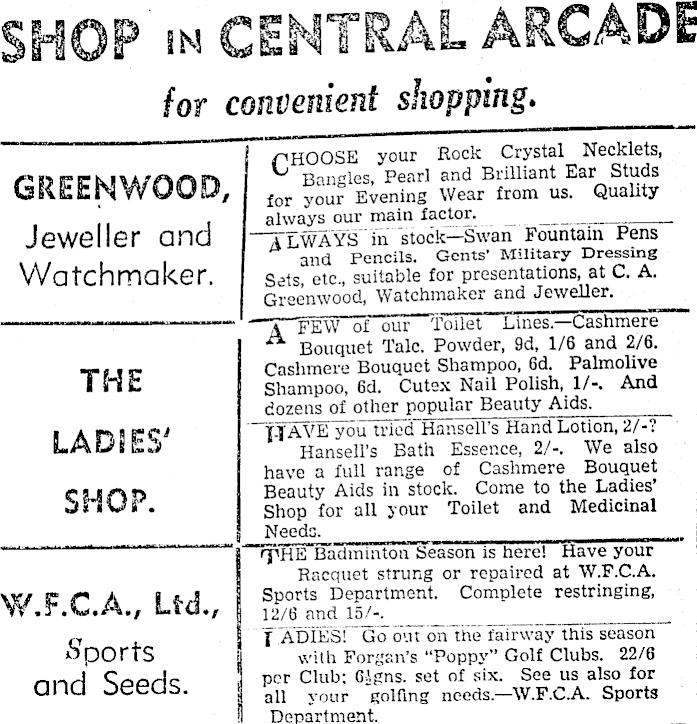 SHOP IN CENTRAL ARCADE
for convenient shopping.
GREENWOOD,
Jeweller and
Watchmaker.
CHOOSE your Rock Crystal Necklets,
Bangles, Pearl and Brilliant Ear Studs
for your Evening Wear from us. Quality
always our main factor.
ALWAYS in stock—Swan Fountain Pens
and Pencils. Gents' Military Dressing
Sets, etc., suitable for presentations, at C. A.
Greenwood, Watchmaker and Jeweller.
THE
LADIES'
SHOP.
A FEW of our Toilet Lines.—Cashmere
Bouquet Talc. Powder, 9d, 1/6 and 2/6.
Cashmere Bouquet Shampoo, 6d. Palmolive
Shampoo, 6d. Cutex Nail Polish, 1/-. And
dozens of other popular Beauty Aids.
HAVE you tried Hansell's Hand Lotion, 2/-?
Hansell's Bath Essence, 2/-. We also
have a full range of Cashmere Bouquet
Beauty Aids in stock. Come to the Ladies'
Shop for all your Toilet and Medicinal
Needs.
W.F.C.A., Ltd.,
Sports
and Seeds.
THE Badminton Season is here! Have your
Racquet strung or repaired at W.F.C.A.
Sports Department. Complete restringing,
12/6 and 15/-.
LADIES! Go out on the fairway this season
with Forgan's "Poppy" Golf Clubs. 22/6
per Club; 6½gns. set of six. See us also for
all your golfing needs.—W.F.C.A. Sports
Department.